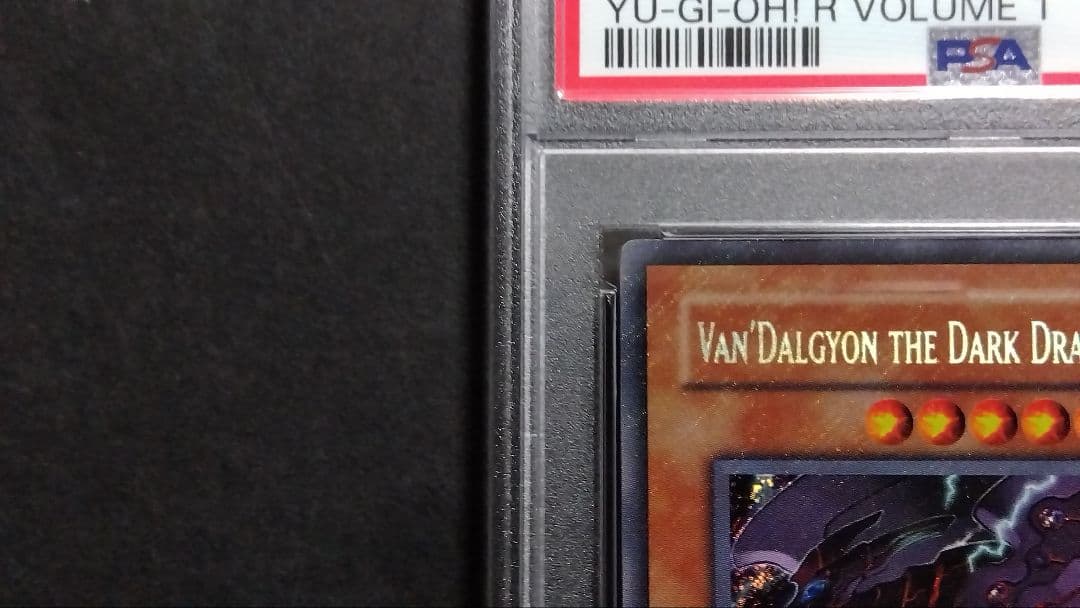 YU-GI-OH! R VOLUME 1
PSA
VAN'DALGYON THE DARK DRA